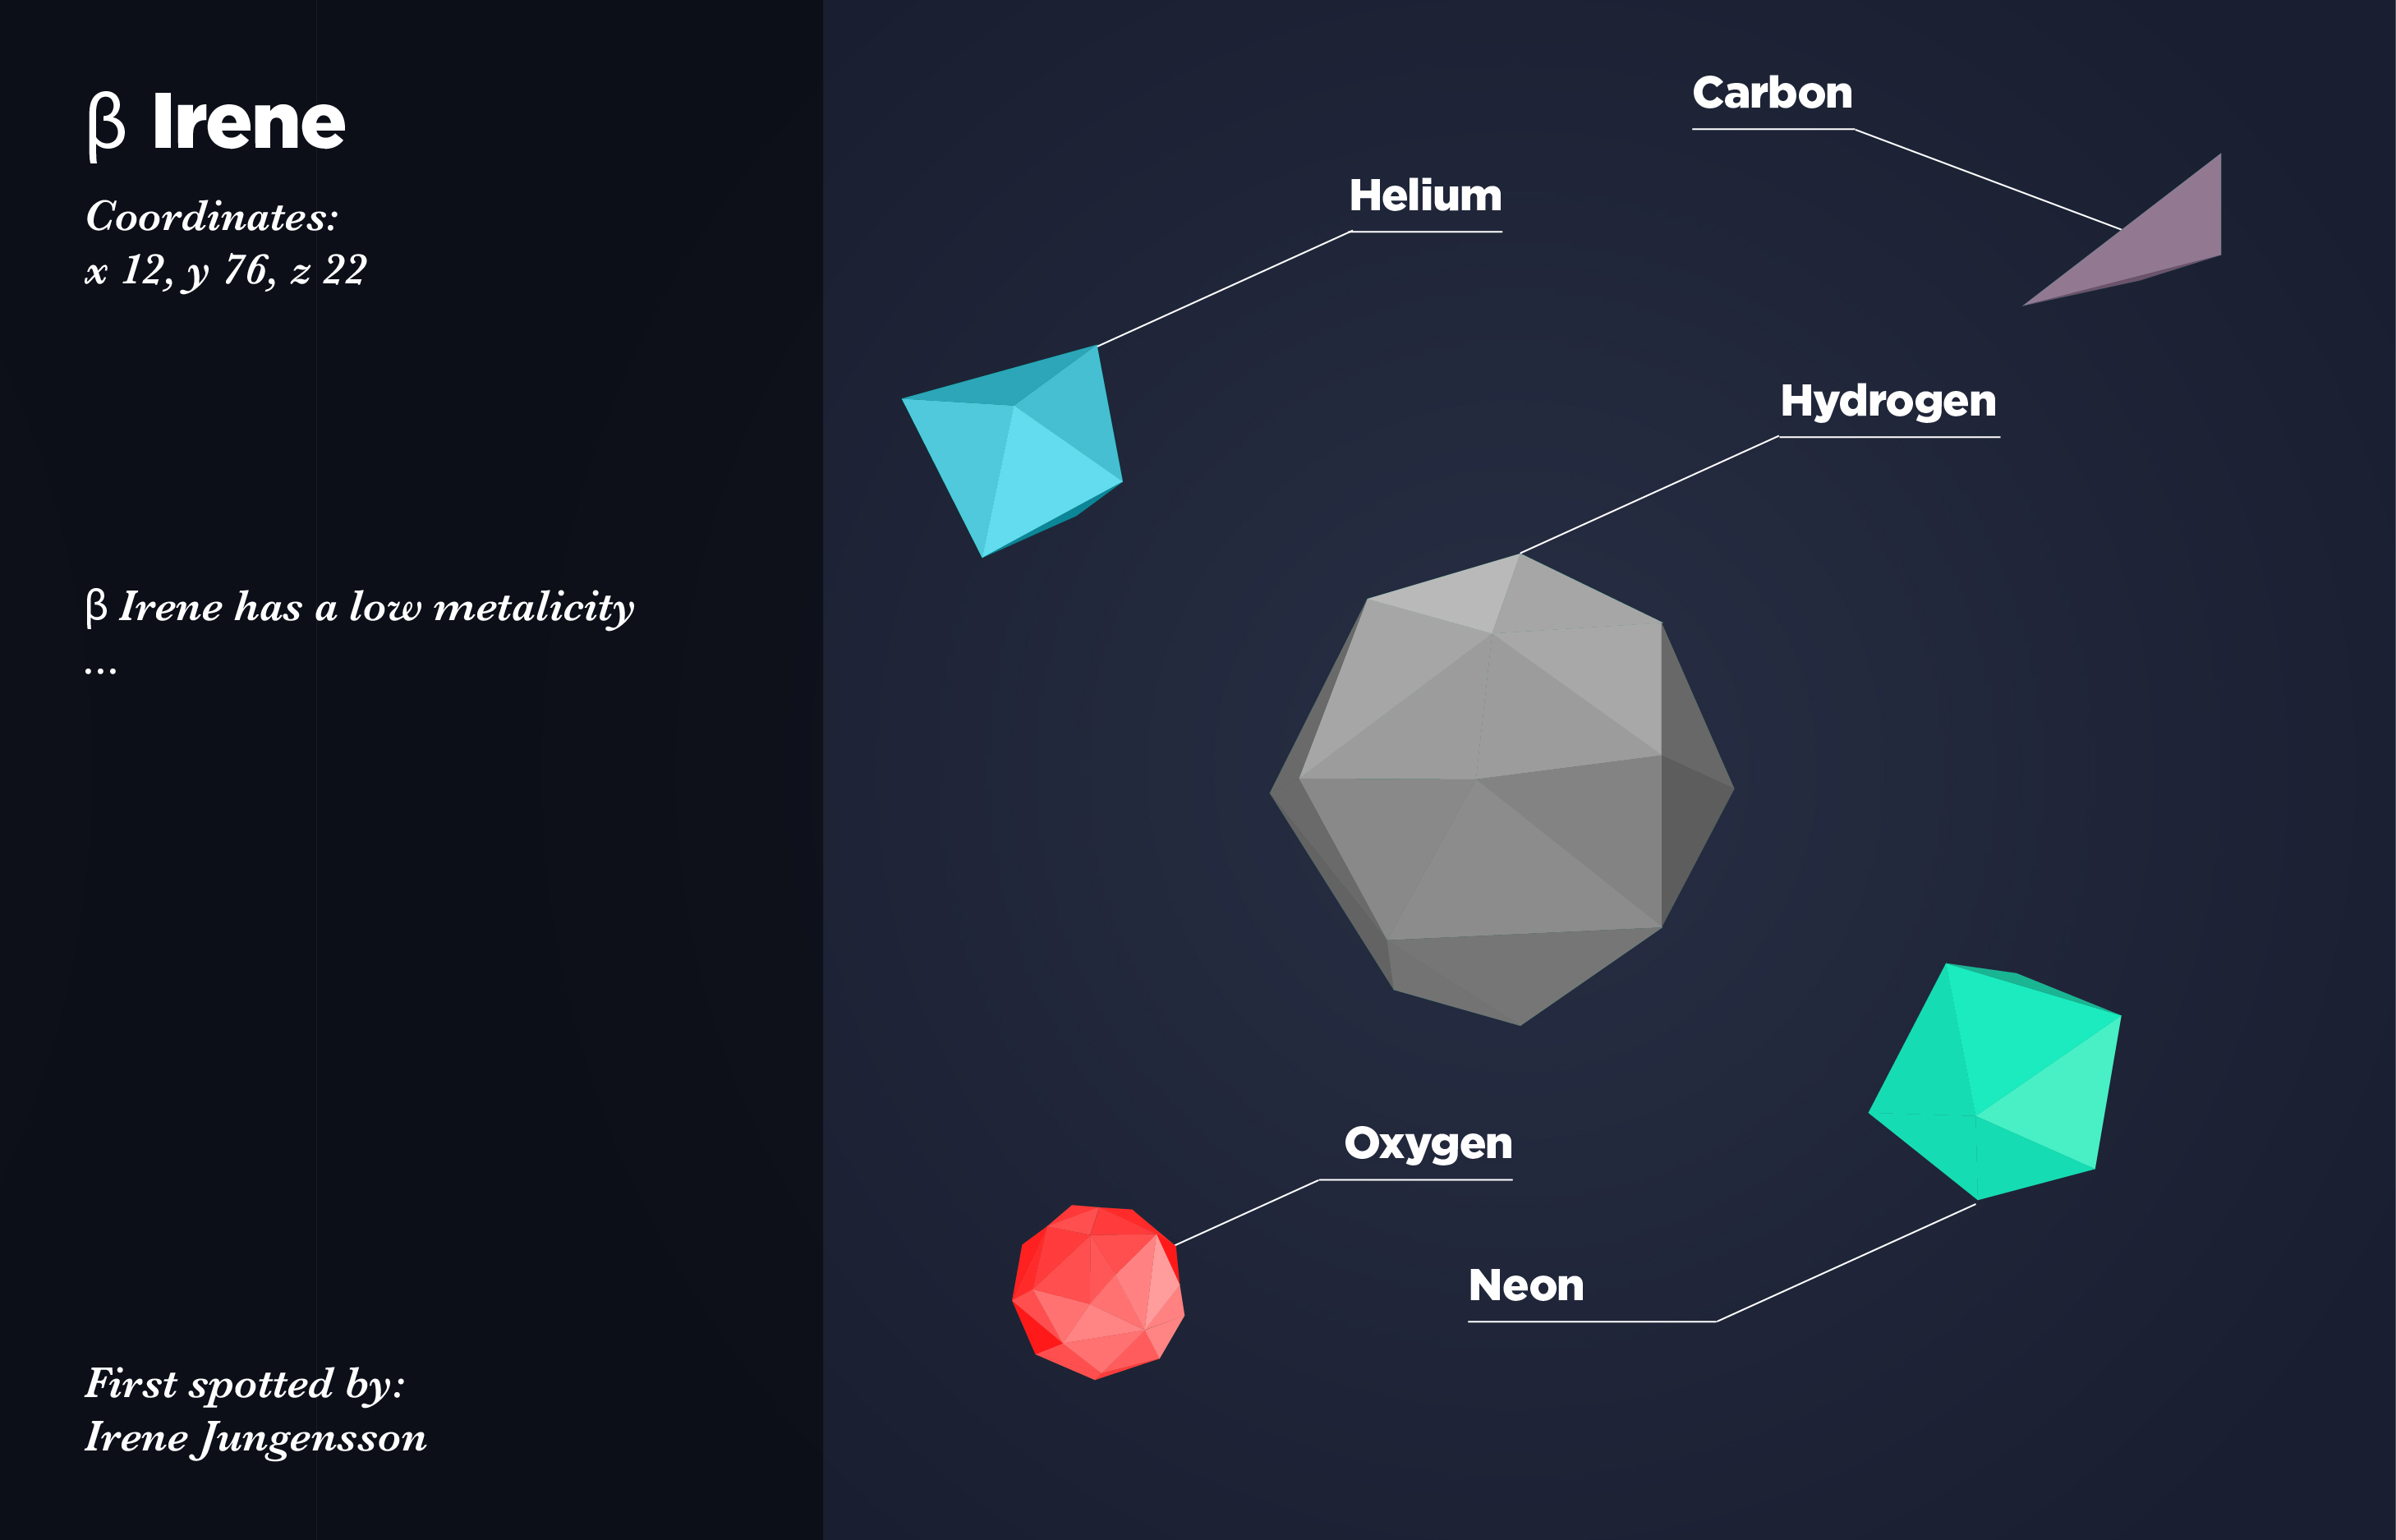 β Irene
Coordinates:
x 12, y 76, z 22
β Irene has a low metalicity
...
First spotted by:
Irene Jungensson
Carbon
Helium
Hydrogen
Oxygen
Neon